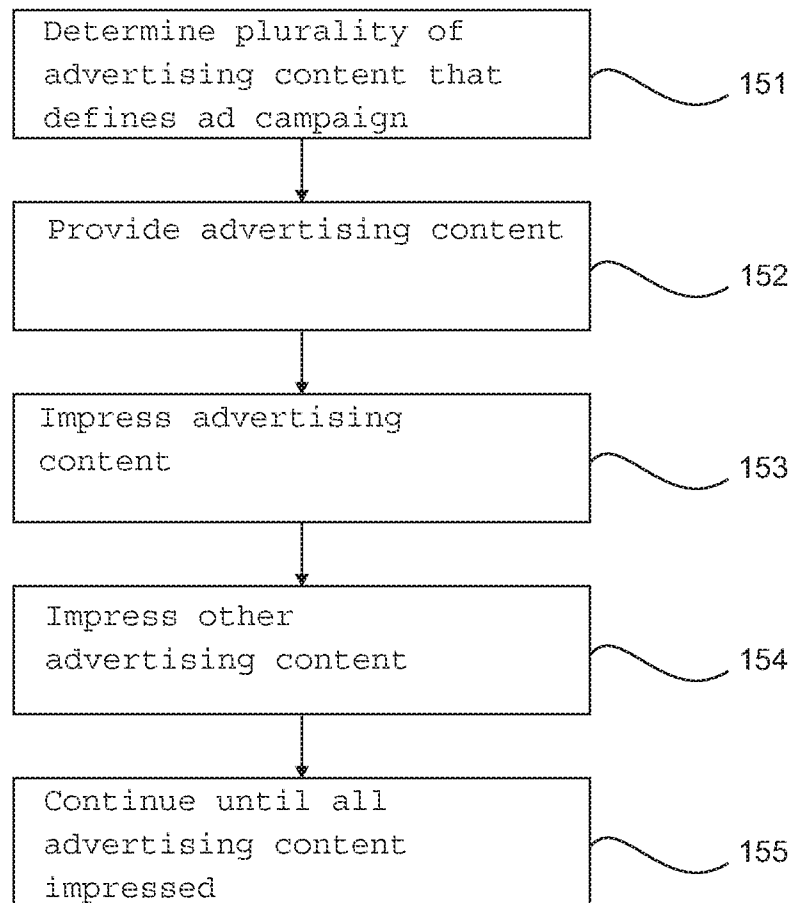 Determine plurality of
advertising content that
defines ad campaign
151
Provide advertising content
152
Impress advertising
content
153
Impress other
advertising content
154
Continue until all
advertising content
impressed
155